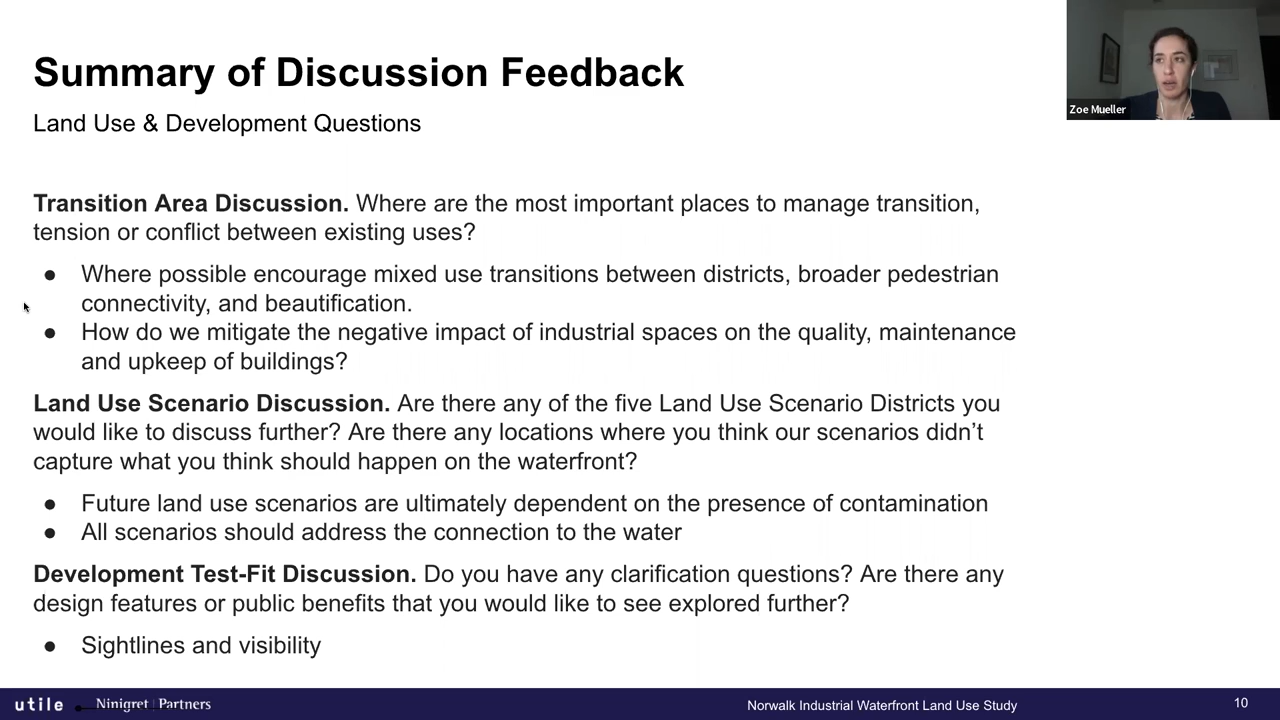 Summary of Discussion Feedback
Zoe Mueller
Land Use & Development Questions
Transition Area Discussion. Where are the most important places to manage transition,
tension or conflict between existing uses?
● Where possible encourage mixed use transitions between districts, broader pedestrian
connectivity, and beautification.
● How do we mitigate the negative impact of industrial spaces on the quality, maintenance
and upkeep of buildings?
Land Use Scenario Discussion. Are there any of the five Land Use Scenario Districts you
would like to discuss further? Are there any locations where you think our scenarios didn’t
capture what you think should happen on the waterfront?
● Future land use scenarios are ultimately dependent on the presence of contamination
● All scenarios should address the connection to the water
Development Test-Fit Discussion. Do you have any clarification questions? Are there any
design features or public benefits that you would like to see explored further?
● Sightlines and visibility
utile Ninigret | Partners Norwalk Industrial Waterfront Land Use Study 10